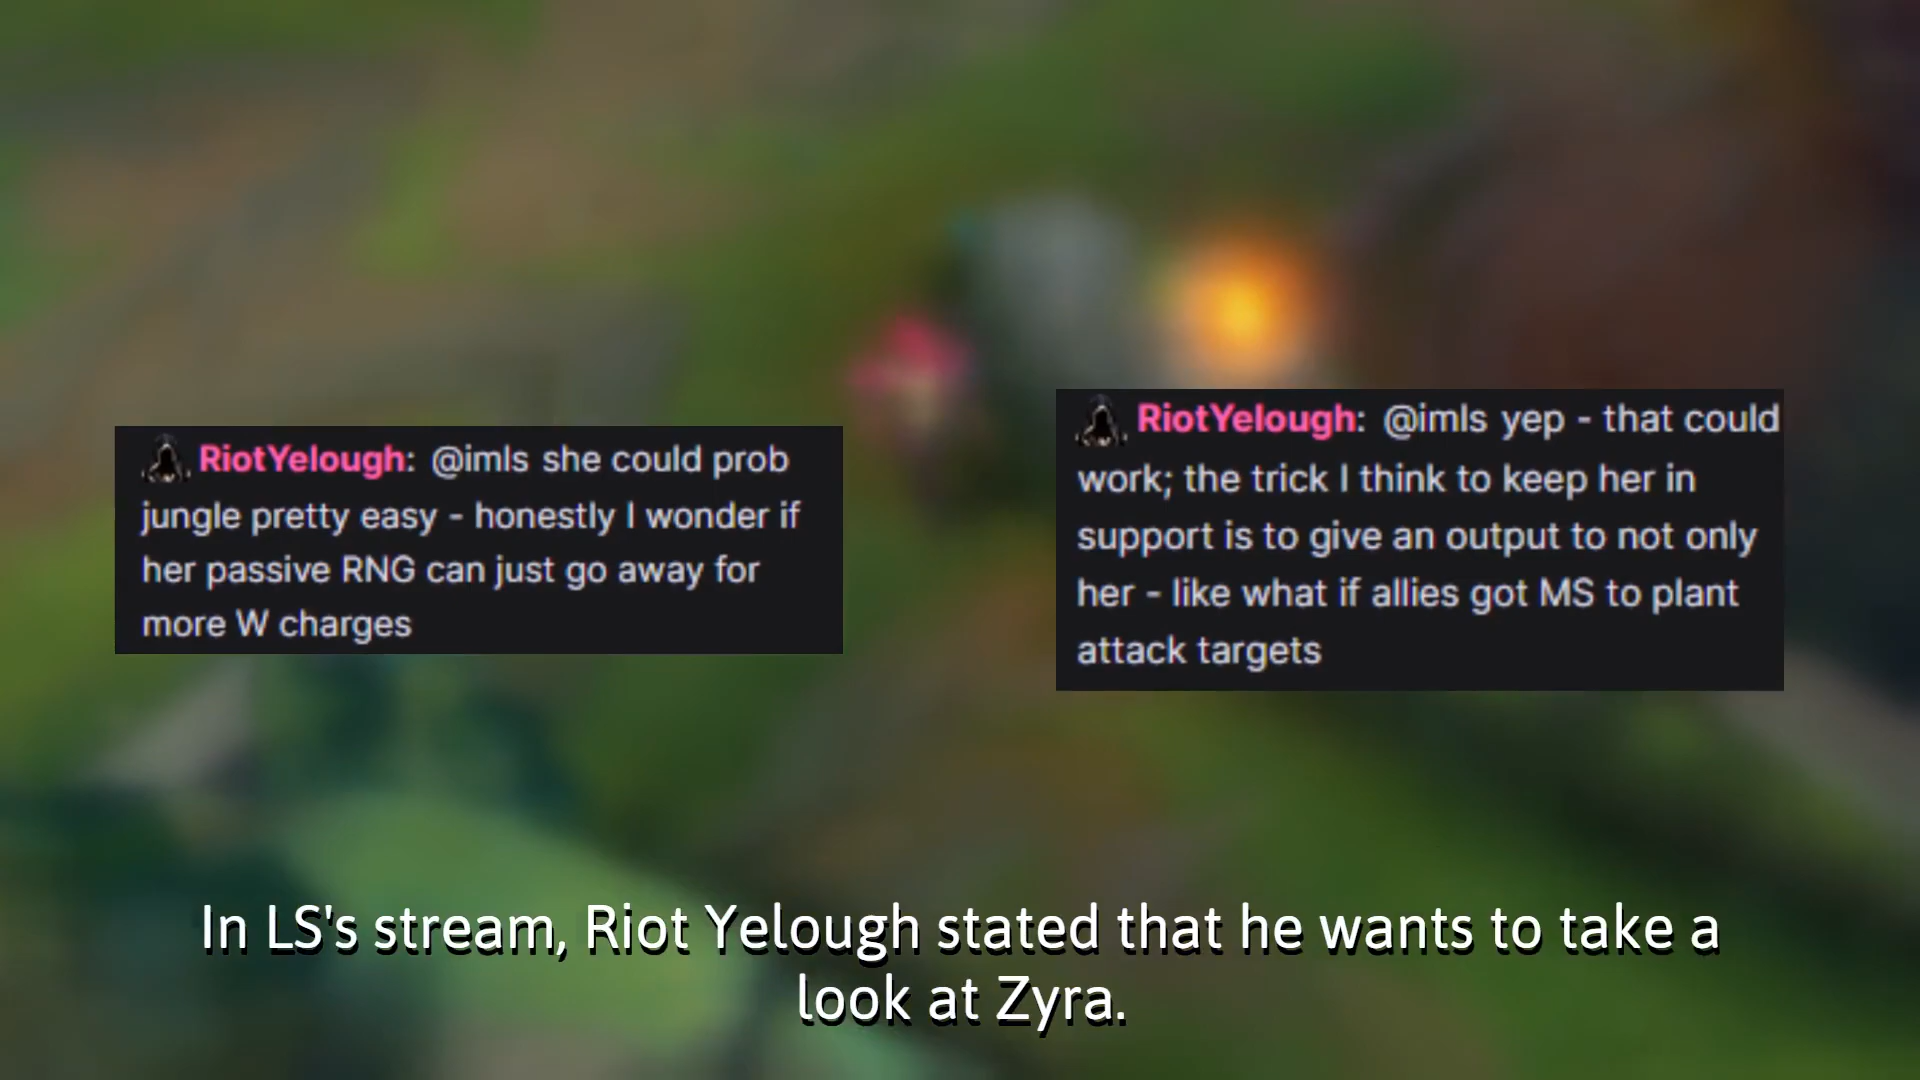 RiotYelough: @imls she could prob
jungle pretty easy - honestly I wonder if
her passive RNG can just go away for
more W charges
RiotYelough: @imls yep - that could
work; the trick I think to keep her in
support is to give an output to not only
her - like what if allies got MS to plant
attack targets
In LS's stream, Riot Yelough stated that he wants to take a
look at Zyra.